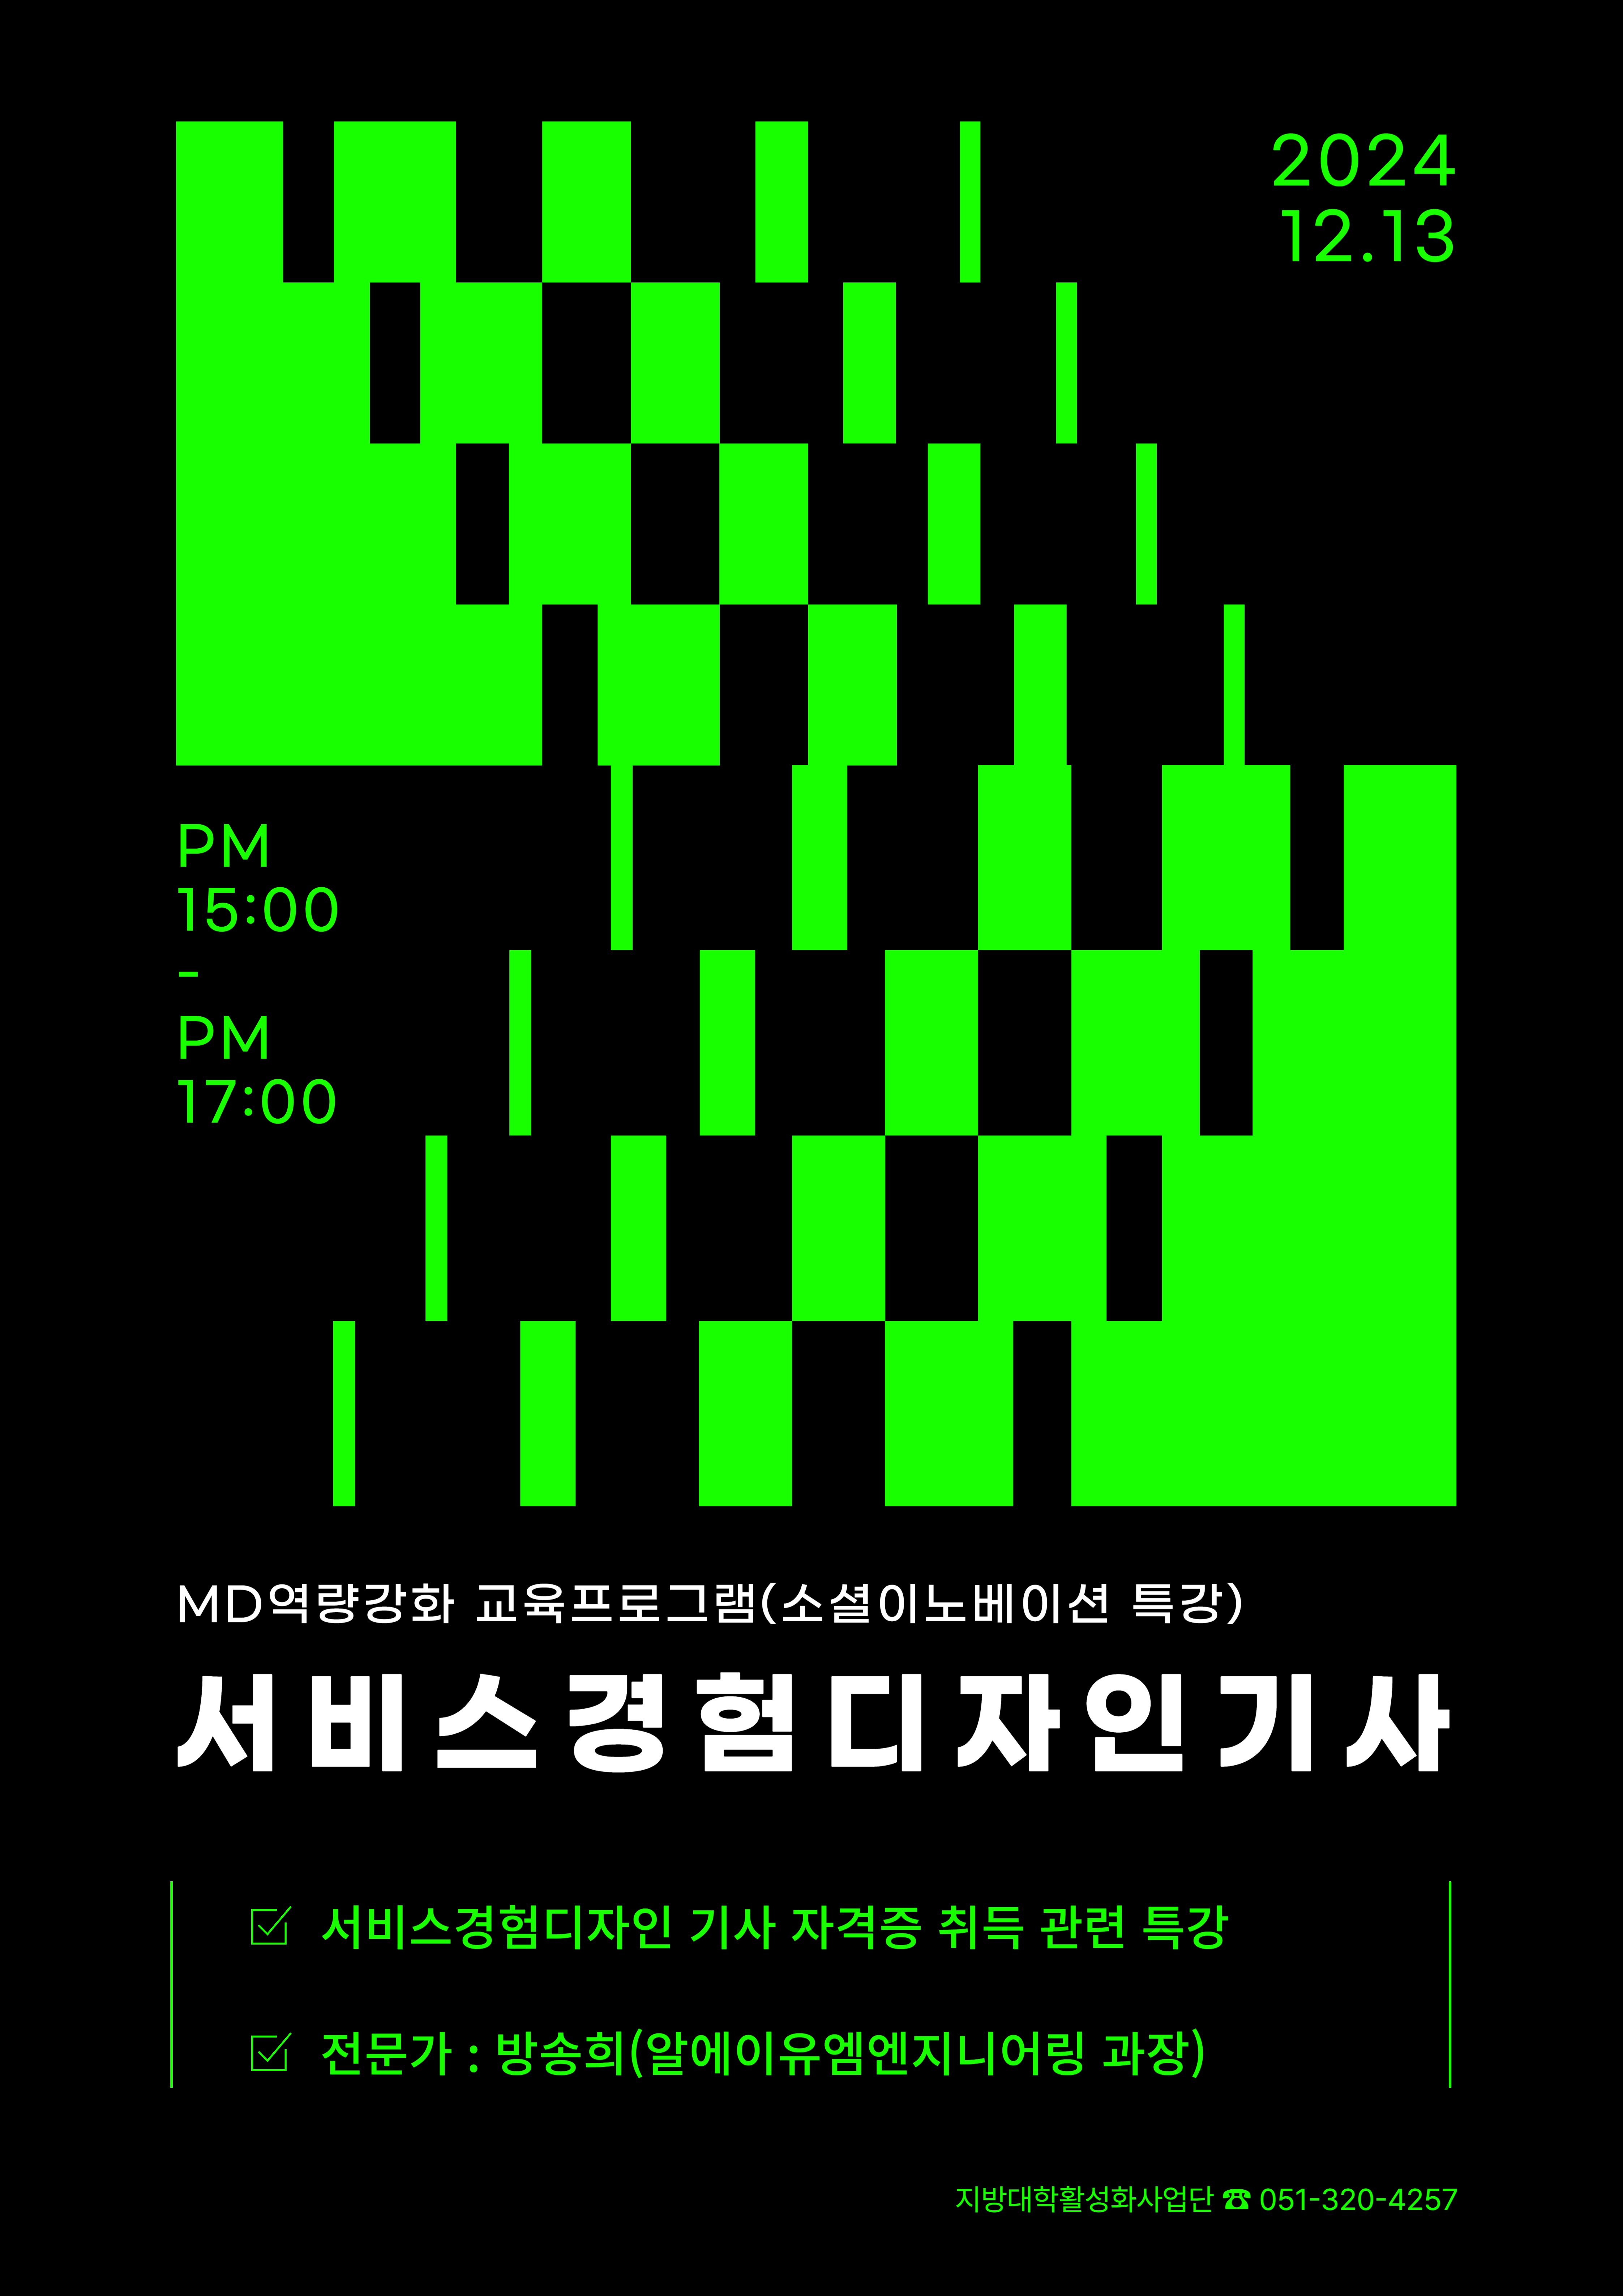 2024
12.13
PM
15:00
-
PM
17:00
MD역량강화 교육프로그램(소셜이노베이션 특강)
서비스경험디자인기사
☑ 서비스경험디자인 기사 자격증 취득 관련 특강
☑ 전문가 : 방송희(알에이유엠엔지니어링 과장)
지방대학활성화사업단 ☎ 051-320-4257